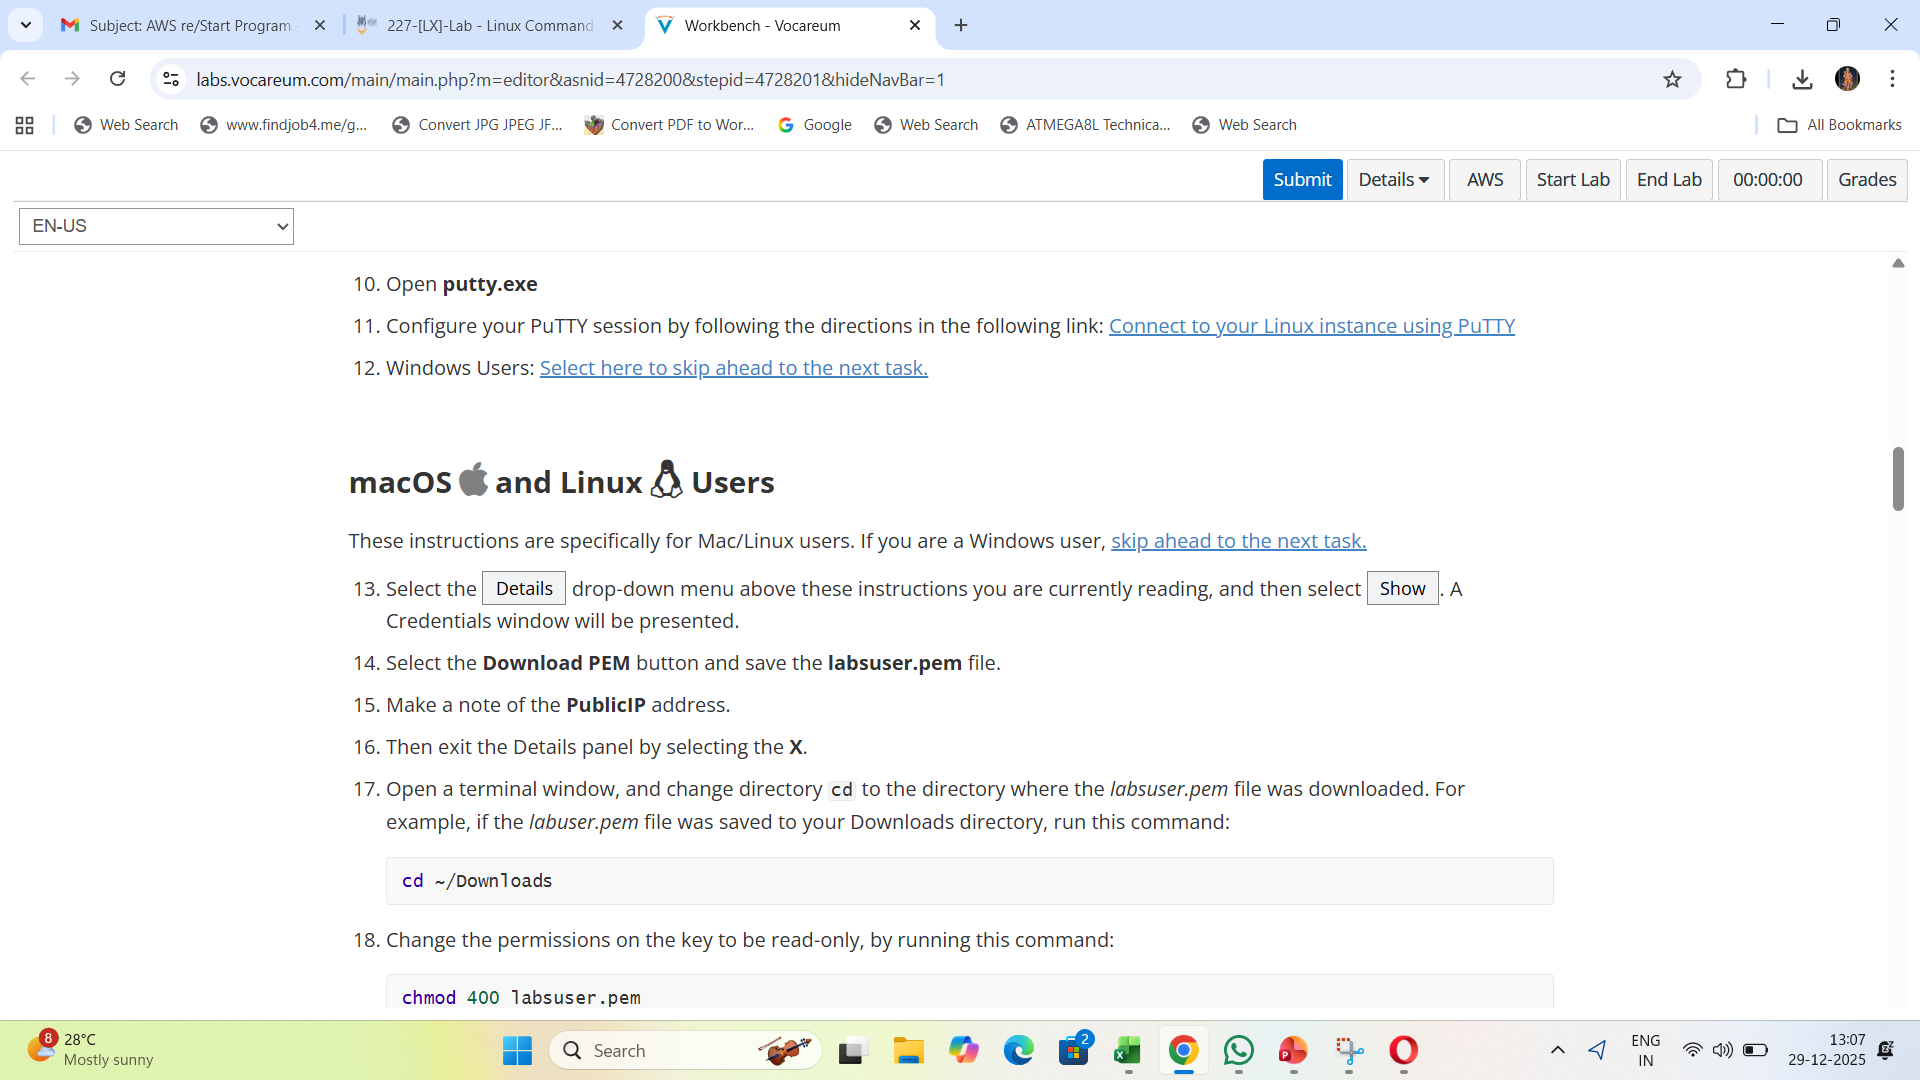 Subject: AWS re/Start Program -
227-[LX]-Lab - Linux Command
Workbench - Vocareum
labs.vocareum.com/main/main.php?m=editor&asnid=4728200&stepid=4728201&hideNavBar=1
Web Search
www.findjob4.me/g...
Convert JPG JPEG JF...
Convert PDF to Wor...
Google
Web Search
ATMEGA8L Technica...
Web Search
All Bookmarks
Submit
Details
AWS
Start Lab
End Lab
00:00:00
Grades
EN-US
10. Open putty.exe
11. Configure your PuTTY session by following the directions in the following link: Connect to your Linux instance using PuTTY
12. Windows Users: Select here to skip ahead to the next task.
macOS and Linux Users
These instructions are specifically for Mac/Linux users. If you are a Windows user, skip ahead to the next task.
13. Select the Details drop-down menu above these instructions you are currently reading, and then select Show . A
Credentials window will be presented.
14. Select the Download PEM button and save the labsuser.pem file.
15. Make a note of the PublicIP address.
16. Then exit the Details panel by selecting the X.
17. Open a terminal window, and change directory cd to the directory where the labsuser.pem file was downloaded. For
example, if the labuser.pem file was saved to your Downloads directory, run this command:
cd ~/Downloads
18. Change the permissions on the key to be read-only, by running this command:
chmod 400 labsuser.pem
8
28°C
Mostly sunny
Search
2
ENG
IN
13:07
29-12-2025